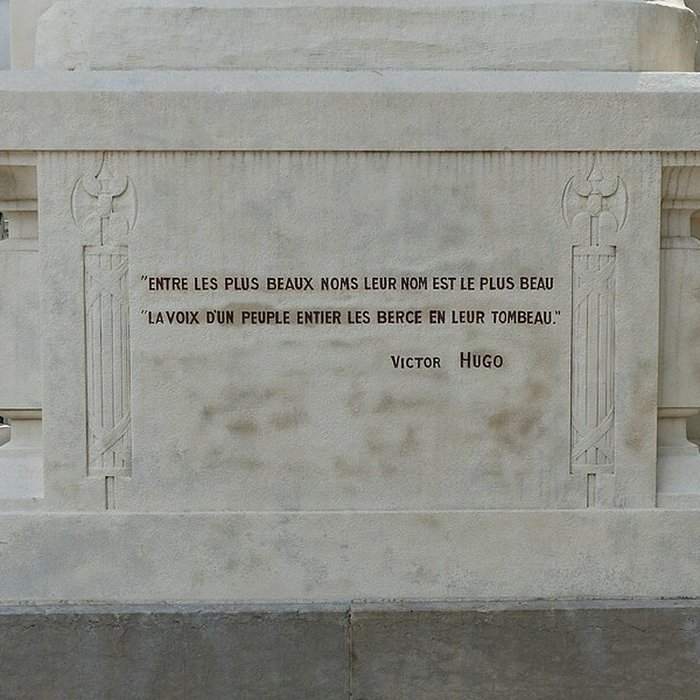 "ENTRE LES PLUS BEAUX NOMS LEUR NOM EST LE PLUS BEAU
"LA VOIX D'UN PEUPLE ENTIER LES BERCE EN LEUR TOMBEAU."
VICTOR HUGO